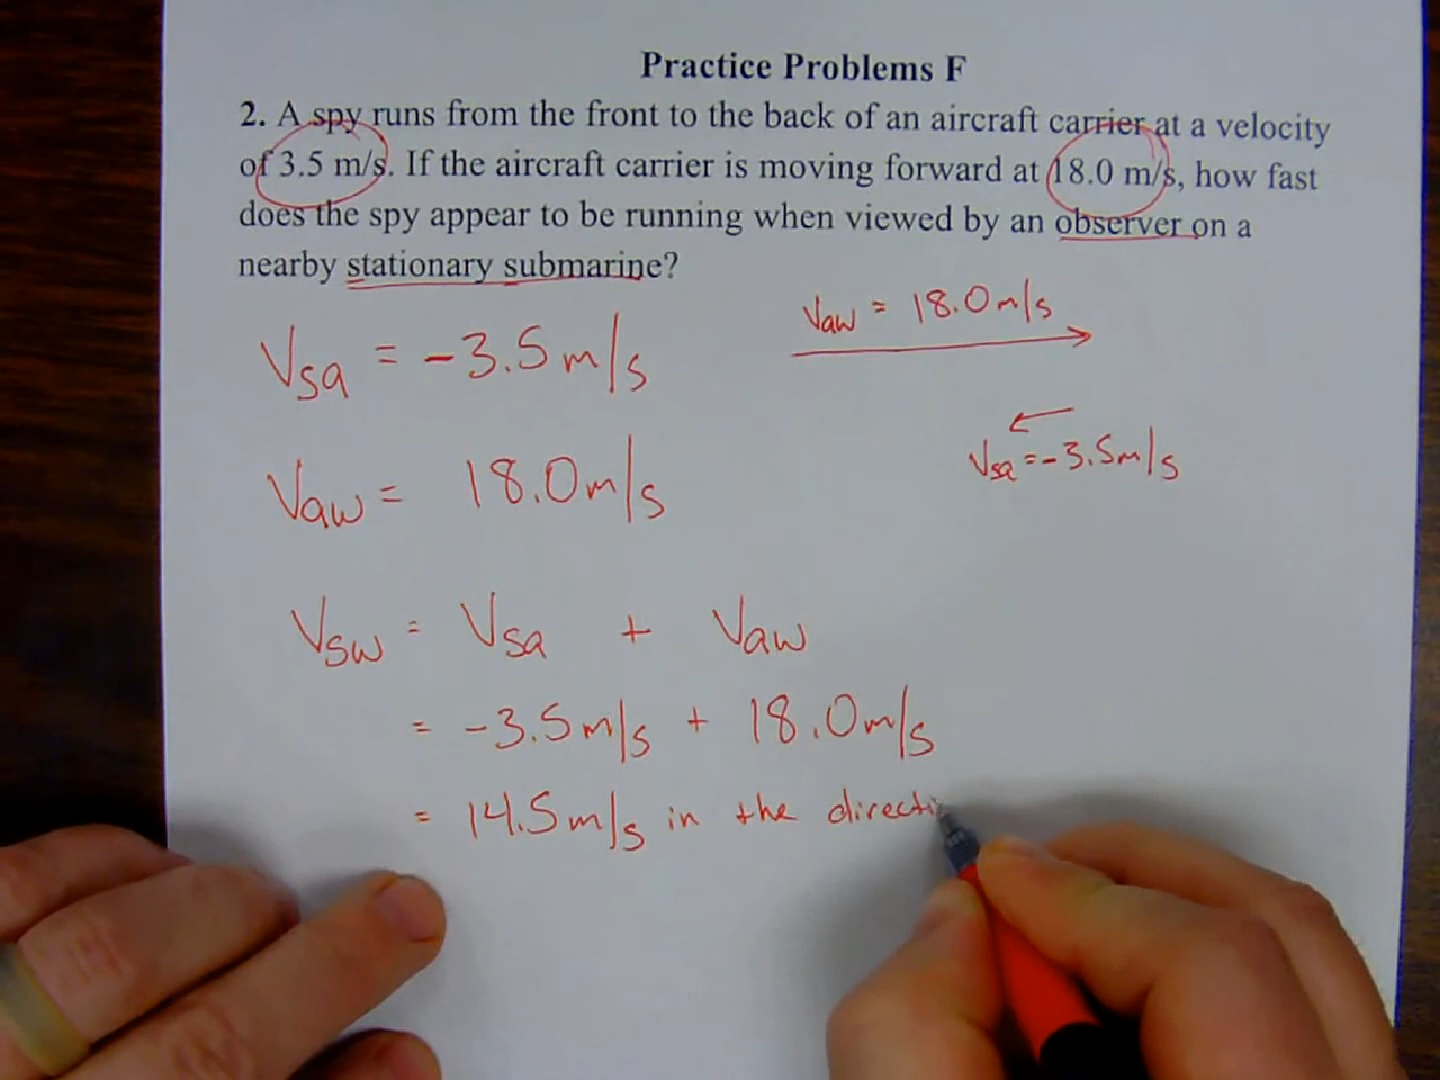 Practice Problems F
2. A spy runs from the front to the back of an aircraft carrier at a velocity
of 3.5 m/s. If the aircraft carrier is moving forward at 18.0 m/s, how fast
does the spy appear to be running when viewed by an observer on a
nearby stationary submarine?
Vaw = 18.0m/s
Vsa = -3.5m/s
Vsa = -3.5m/s
Vaw = 18.0m/s
Vsw = Vsa + Vaw
= -3.5m/s + 18.0m/s
= 14.5m/s in the directi